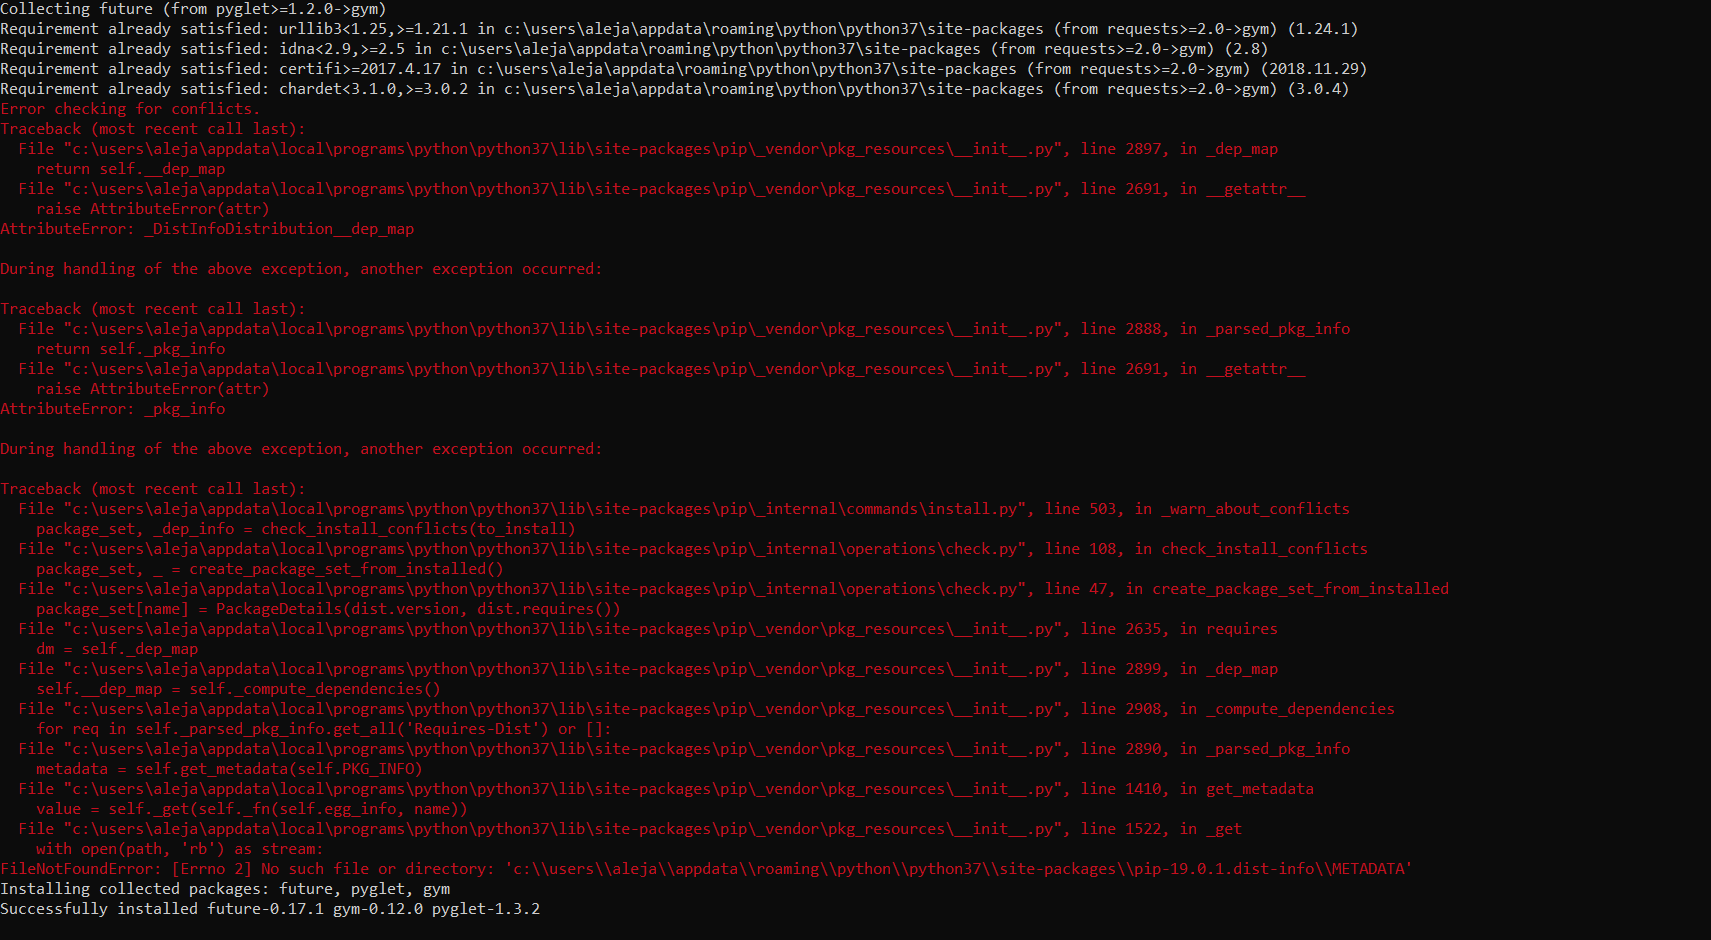 Collecting future (from pyglet>=1.2.0->gym)
Requirement already satisfied: urllib3<1.25,>=1.21.1 in c:\users\aleja\appdata\roaming\python\python37\site-packages (from requests>=2.0->gym) (1.24.1)
Requirement already satisfied: idna<2.9,>=2.5 in c:\users\aleja\appdata\roaming\python\python37\site-packages (from requests>=2.0->gym) (2.8)
Requirement already satisfied: certifi>=2017.4.17 in c:\users\aleja\appdata\roaming\python\python37\site-packages (from requests>=2.0->gym) (2018.11.29)
Requirement already satisfied: chardet<3.1.0,>=3.0.2 in c:\users\aleja\appdata\roaming\python\python37\site-packages (from requests>=2.0->gym) (3.0.4)
Error checking for conflicts.
Traceback (most recent call last):
  File "c:\users\aleja\appdata\local\programs\python\python37\lib\site-packages\pip\_vendor\pkg_resources\__init__.py", line 2897, in _dep_map
    return self.__dep_map
  File "c:\users\aleja\appdata\local\programs\python\python37\lib\site-packages\pip\_vendor\pkg_resources\__init__.py", line 2691, in __getattr__
    raise AttributeError(attr)
AttributeError: _DistInfoDistribution__dep_map

During handling of the above exception, another exception occurred:

Traceback (most recent call last):
  File "c:\users\aleja\appdata\local\programs\python\python37\lib\site-packages\pip\_vendor\pkg_resources\__init__.py", line 2888, in _parsed_pkg_info
    return self._pkg_info
  File "c:\users\aleja\appdata\local\programs\python\python37\lib\site-packages\pip\_vendor\pkg_resources\__init__.py", line 2691, in __getattr__
    raise AttributeError(attr)
AttributeError: _pkg_info

During handling of the above exception, another exception occurred:

Traceback (most recent call last):
  File "c:\users\aleja\appdata\local\programs\python\python37\lib\site-packages\pip\_internal\commands\install.py", line 503, in _warn_about_conflicts
    package_set, _dep_info = check_install_conflicts(to_install)
  File "c:\users\aleja\appdata\local\programs\python\python37\lib\site-packages\pip\_internal\operations\check.py", line 108, in check_install_conflicts
    package_set, _ = create_package_set_from_installed()
  File "c:\users\aleja\appdata\local\programs\python\python37\lib\site-packages\pip\_internal\operations\check.py", line 47, in create_package_set_from_installed
    package_set[name] = PackageDetails(dist.version, dist.requires())
  File "c:\users\aleja\appdata\local\programs\python\python37\lib\site-packages\pip\_vendor\pkg_resources\__init__.py", line 2635, in requires
    dm = self._dep_map
  File "c:\users\aleja\appdata\local\programs\python\python37\lib\site-packages\pip\_vendor\pkg_resources\__init__.py", line 2899, in _dep_map
    self.__dep_map = self._compute_dependencies()
  File "c:\users\aleja\appdata\local\programs\python\python37\lib\site-packages\pip\_vendor\pkg_resources\__init__.py", line 2908, in _compute_dependencies
    for req in self._parsed_pkg_info.get_all('Requires-Dist') or []:
  File "c:\users\aleja\appdata\local\programs\python\python37\lib\site-packages\pip\_vendor\pkg_resources\__init__.py", line 2890, in _parsed_pkg_info
    metadata = self.get_metadata(self.PKG_INFO)
  File "c:\users\aleja\appdata\local\programs\python\python37\lib\site-packages\pip\_vendor\pkg_resources\__init__.py", line 1410, in get_metadata
    value = self._get(self._fn(self.egg_info, name))
  File "c:\users\aleja\appdata\local\programs\python\python37\lib\site-packages\pip\_vendor\pkg_resources\__init__.py", line 1522, in _get
    with open(path, 'rb') as stream:
FileNotFoundError: [Errno 2] No such file or directory: 'c:\\users\\aleja\\appdata\\roaming\\python\\python37\\site-packages\\pip-19.0.1.dist-info\\METADATA'
Installing collected packages: future, pyglet, gym
Successfully installed future-0.17.1 gym-0.12.0 pyglet-1.3.2